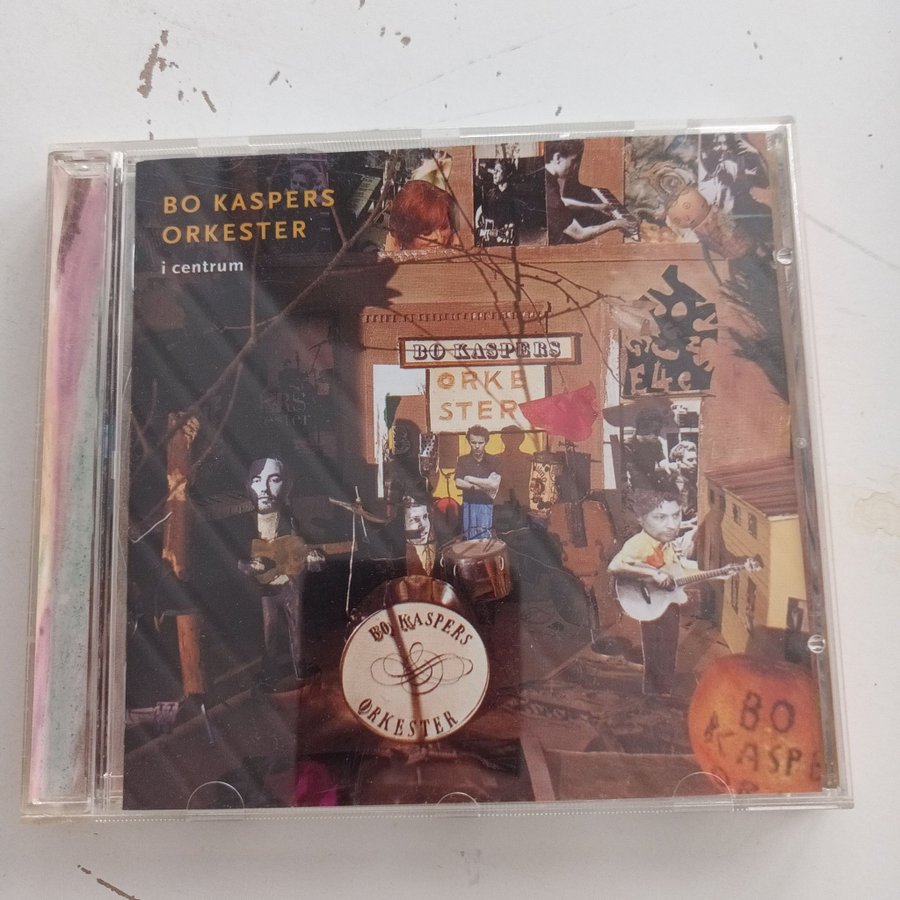 BO KASPERS
ORKESTER
i centrum
BO KASPERS
ORKE
STER
BO KASPERS
ORKESTER
BO
KASPE